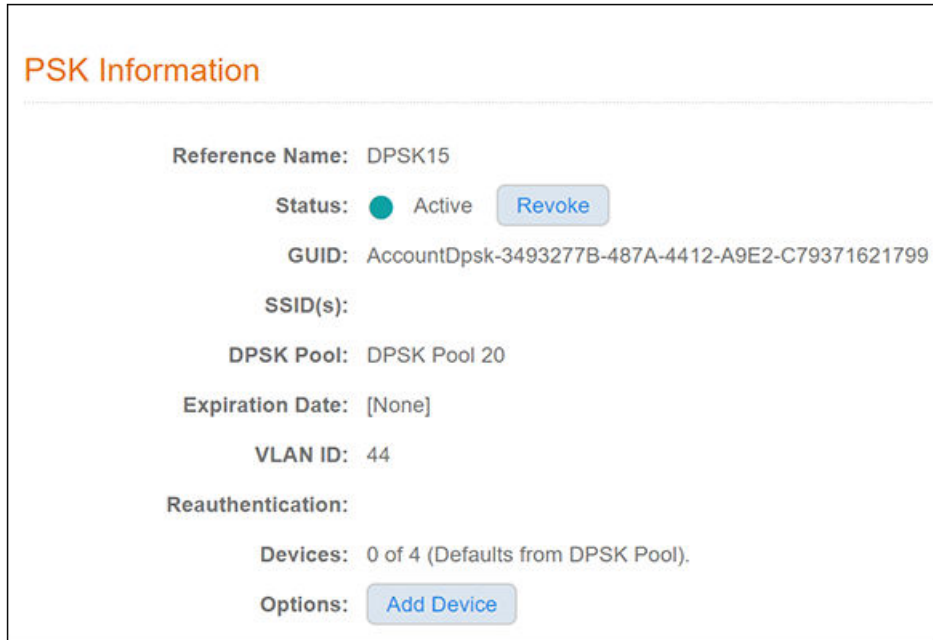 PSK Information
Reference Name: DPSK15
Status: Active Revoke
GUID: AccountDpsk-3493277B-487A-4412-A9E2-C79371621799
SSID(s):
DPSK Pool: DPSK Pool 20
Expiration Date: [None]
VLAN ID: 44
Reauthentication:
Devices: 0 of 4 (Defaults from DPSK Pool).
Options: Add Device